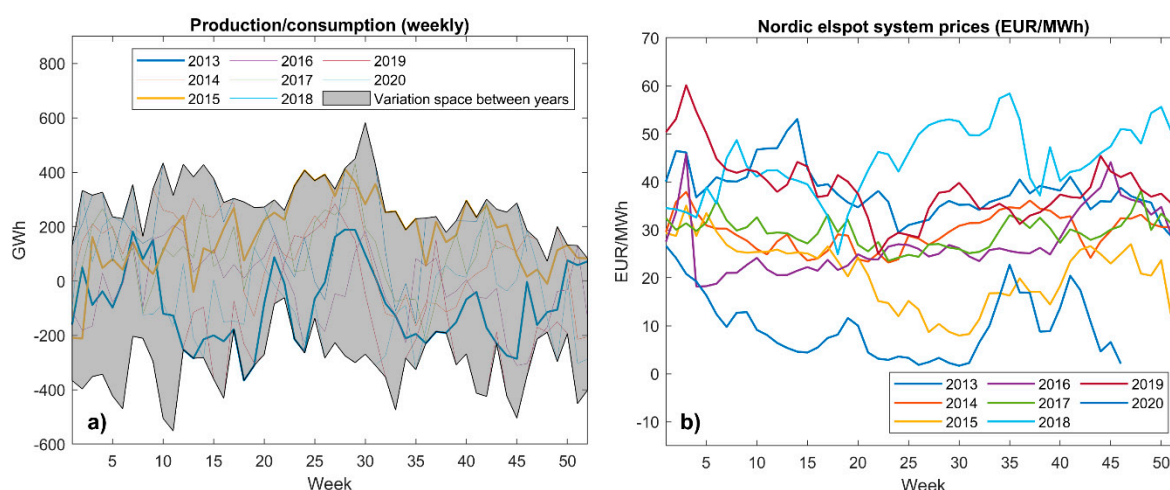 Production/consumption (weekly)
800
600
400
200
0
-200
-400
-600
GWh
2013 2016 2019
2014 2017 2020
2015 2018 Variation space between years
a)
5 10 15 20 25 30 35 40 45 50
Week
Nordic elspot system prices (EUR/MWh)
70
60
50
40
30
20
10
0
-10
EUR/MWh
2013 2016 2019
2014 2017 2020
2015 2018
b)
5 10 15 20 25 30 35 40 45 50
Week